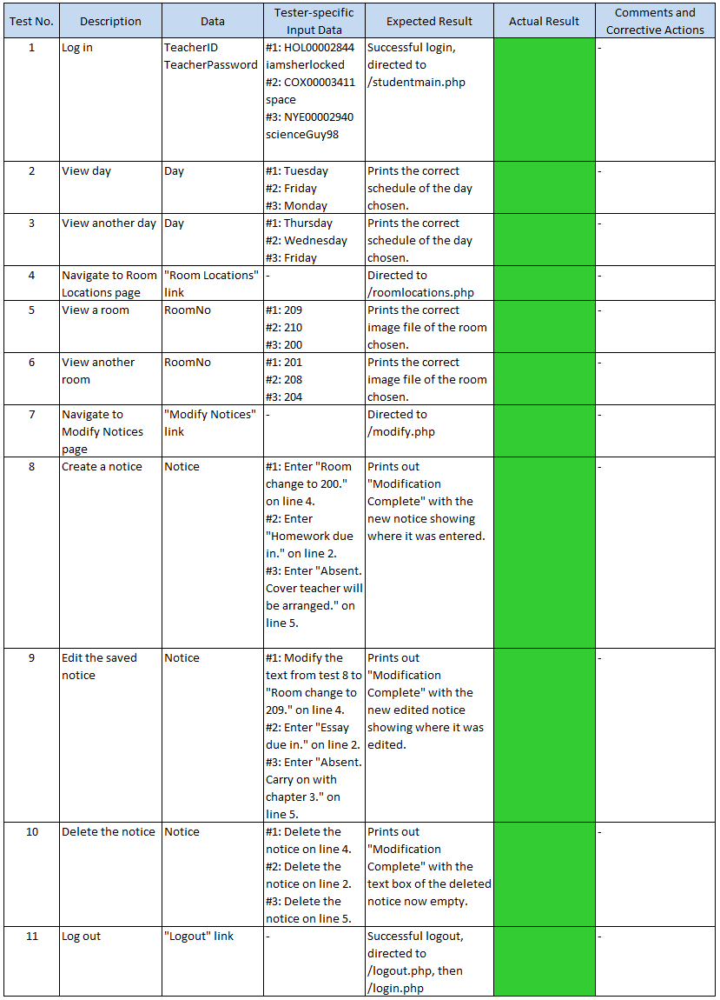 Test No. Description Data Tester-specific Input Data Expected Result Actual Result Comments and Corrective Actions
1 Log in TeacherID #1: HOL00002844 Successful login, -
TeacherPassword iamsherlocked directed to
#2: COX00003411 /studentmain.php
space
#3: NYE00002940
scienceGuy98
2 View day Day #1: Tuesday Prints the correct -
#2: Friday schedule of the day
#3: Monday chosen.
3 View another day Day #1: Thursday Prints the correct -
#2: Wednesday schedule of the day
#3: Friday chosen.
4 Navigate to Room "Room Locations" - Directed to -
Locations page link /roomlocations.php
5 View a room RoomNo #1: 209 Prints the correct -
#2: 210 image file of the room
#3: 200 chosen.
6 View another RoomNo #1: 201 Prints the correct -
room #2: 208 image file of the room
#3: 204 chosen.
7 Navigate to "Modify Notices" - Directed to -
Modify Notices link /modify.php
page
8 Create a notice Notice #1: Enter "Room Prints out -
change to 200." "Modification
on line 4. Complete" with the
#2: Enter new notice showing
"Homework due where it was entered.
in." on line 2.
#3: Enter "Absent.
Cover teacher will
be arranged." on
line 5.
9 Edit the saved Notice #1: Modify the Prints out -
notice text from test 8 to "Modification
"Room change to Complete" with the
209." on line 4. new edited notice
#2: Enter "Essay showing where it was
due in." on line 2. edited.
#3: Enter "Absent.
Carry on with
chapter 3." on
line 5.
10 Delete the notice Notice #1: Delete the Prints out -
notice on line 4. "Modification
#2: Delete the Complete" with the
notice on line 2. text box of the deleted
#3: Delete the notice now empty.
notice on line 5.
11 Log out "Logout" link - Successful logout, -
directed to
/logout.php, then
/login.php